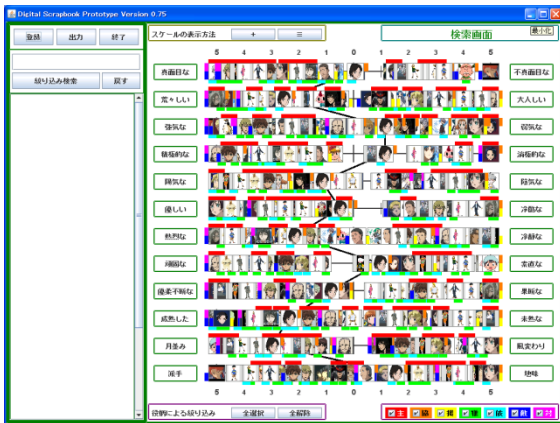 Digital Scrapbook Prototype Version 0.75
登録 出力 終了
スケールの表示方法 + =
検索画面 最小化
絞り込み検索 戻す
5 4 3 2 1 0 1 2 3 4 5
真面目な 不真面目な
荒々しい 大人しい
強気な 弱気な
積極的な 消極的な
陽気な 陰気な
優しい 冷酷な
熱烈な 冷静な
頑固な 素直な
優柔不断な 果断な
成熟した 未熟な
月並み 風変わり
派手 地味
5 4 3 2 1 0 1 2 3 4 5
役柄による絞り込み 全選択 全解除
主 協 援 敵 対